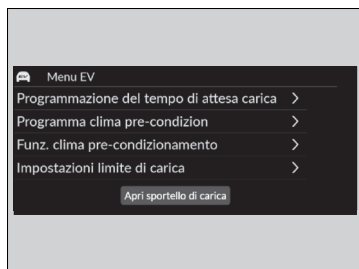 Menu EV
Programmazione del tempo di attesa carica
Programma clima pre-condizion
Funz. clima pre-condizionamento
Impostazioni limite di carica
Apri sportello di carica